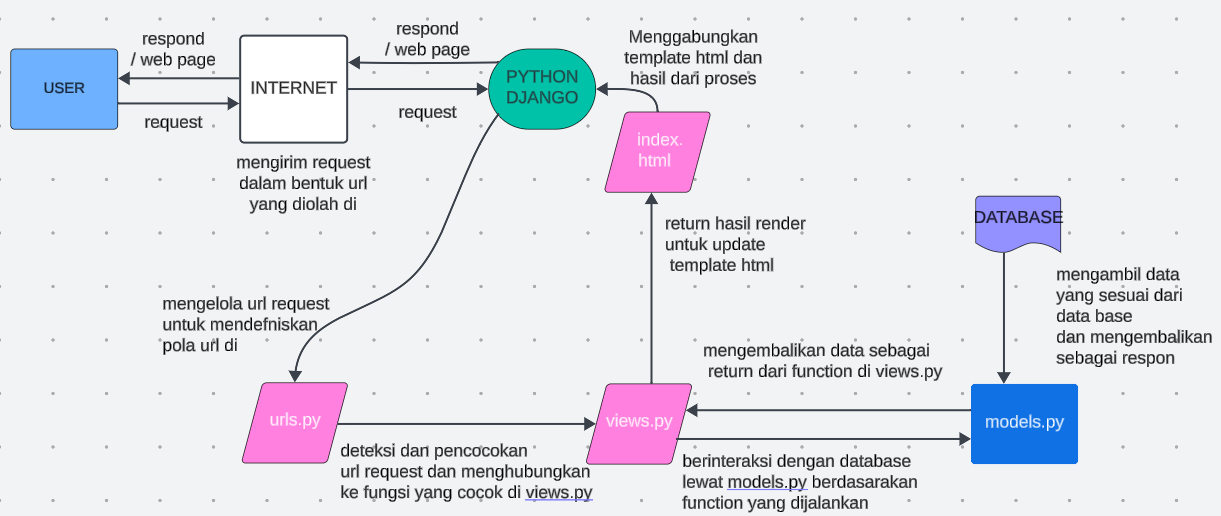 respond
/ web page
USER
request
INTERNET
mengirim request
dalam bentuk url
yang diolah di
respond
/ web page
request
PYTHON
DJANGO
Menggabungkan
template html dan
hasil dari proses
index.
html
return hasil render
untuk update
template html
DATABASE
mengambil data
yang sesuai dari
data base
dan mengembalikan
sebagai respon
mengelola url request
untuk mendefniskan
pola url di
urls.py
deteksi dan pencocokan
url request dan menghubungkan
ke fungsi yang cocok di views.py
views.py
mengembalikan data sebagai
return dari function di views.py
models.py
berinteraksi dengan database
lewat models.py berdasarakan
function yang dijalankan